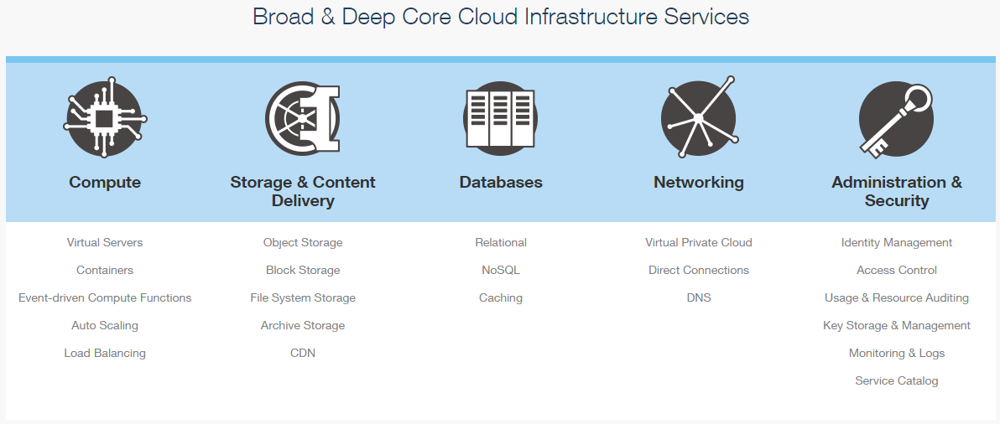 Broad & Deep Core Cloud Infrastructure Services
Compute
Virtual Servers
Containers
Event-driven Compute Functions
Auto Scaling
Load Balancing
Storage & Content
Delivery
Object Storage
Block Storage
File System Storage
Archive Storage
CDN
Databases
Relational
NoSQL
Caching
Networking
Virtual Private Cloud
Direct Connections
DNS
Administration &
Security
Identity Management
Access Control
Usage & Resource Auditing
Key Storage & Management
Monitoring & Logs
Service Catalog